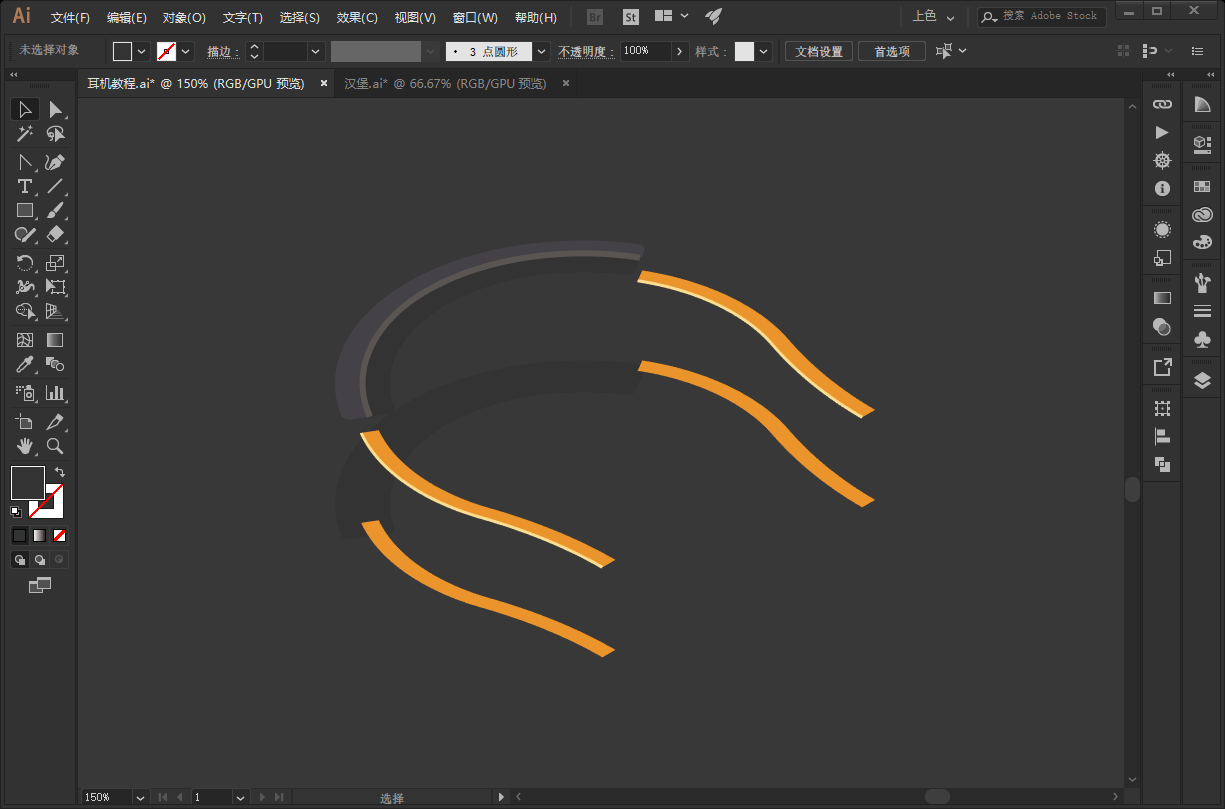 Ai 文件(F) 编辑(E) 对象(O) 文字(T) 选择(S) 效果(C) 视图(V) 窗口(W) 帮助(H) Br St 上色 搜索 Adobe Stock
未选择对象 描边： 3 点圆形 不透明度： 100% 样式： 文档设置 首选项
耳机教程.ai* @ 150% (RGB/GPU 预览) × 汉堡.ai* @ 66.67% (RGB/GPU 预览) ×
150% 1 选择